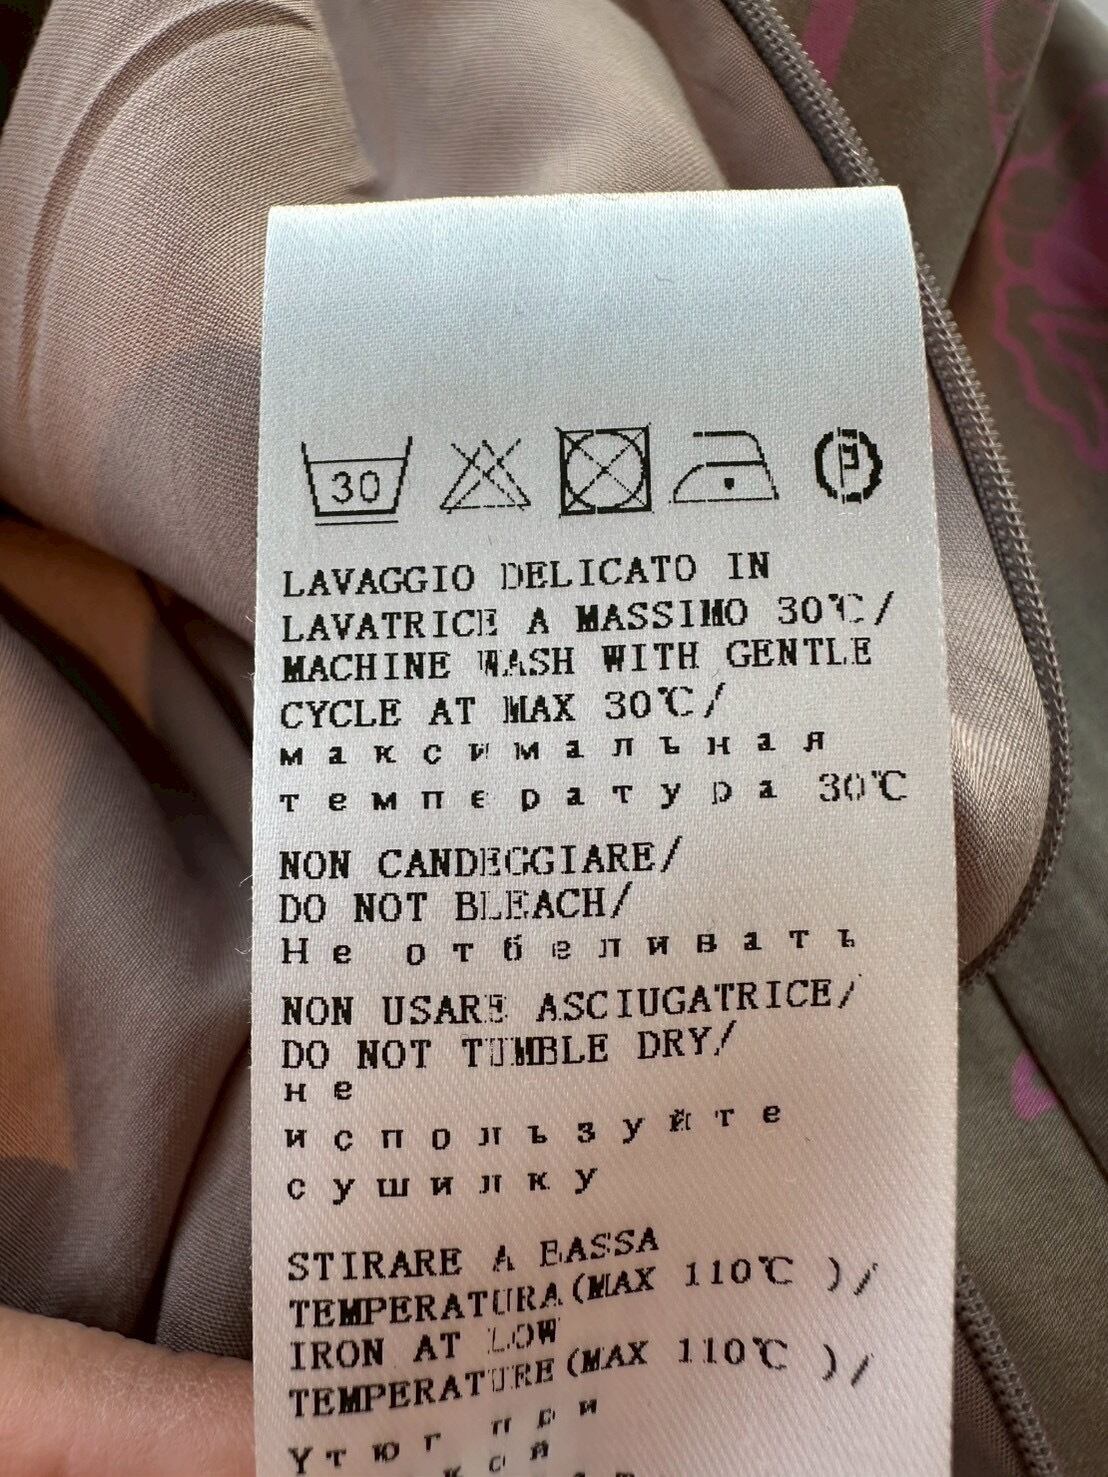 30 P
LAVAGGIO DELICATO IN
LAVATRICE A MASSIMO 30℃/
MACHINE WASH WITH GENTLE
CYCLE AT MAX 30℃/
максимальная
температура 30℃
NON CANDEGGIARE/
DO NOT BLEACH/
Не отбеливать
NON USARE ASCIUGATRICE/
DO NOT TUMBLE DRY/
не
используйте
сушилку
STIRARE A BASSA
TEMPERATURA(MAX 110℃ )/
IRON AT LOW
TEMPERATURE(MAX 110℃ )/
Утюг при